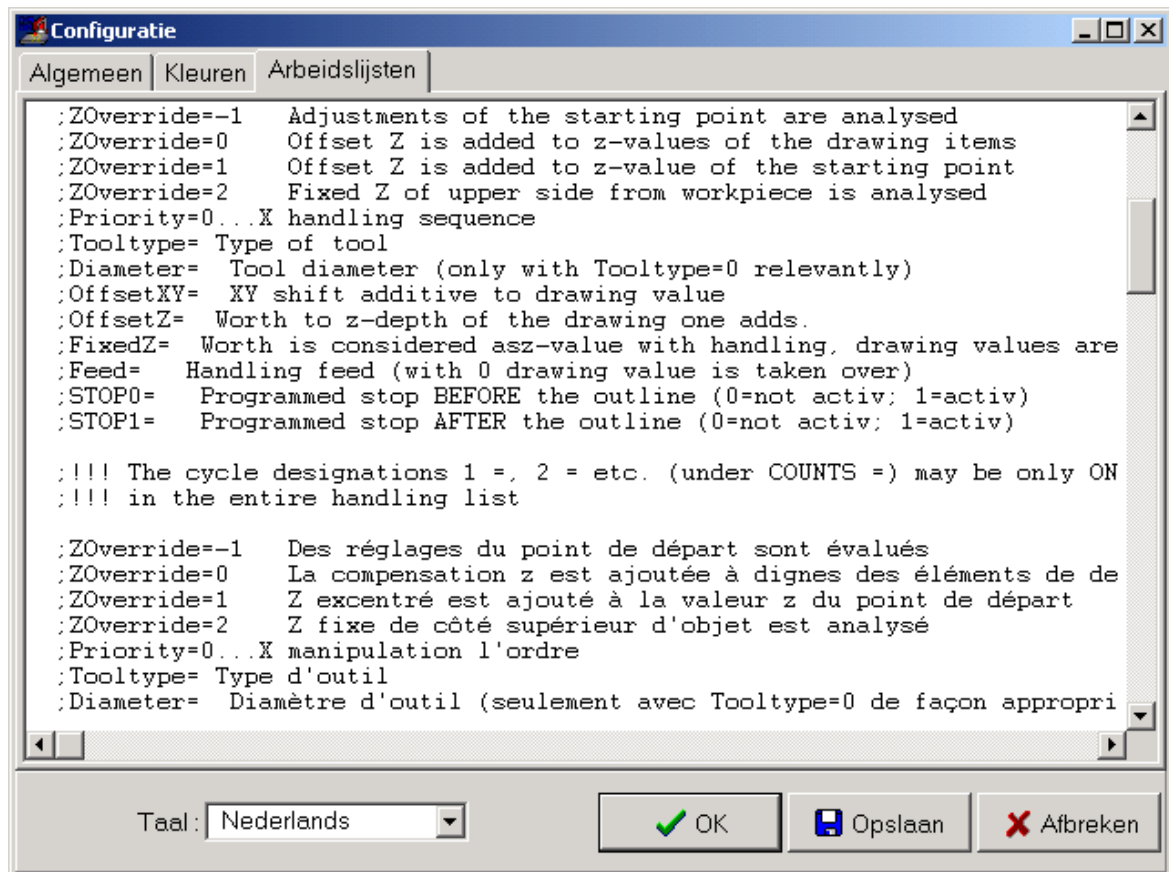 Configuratie
Algemeen Kleuren Arbeidslijsten
;ZOverride=-1 Adjustments of the starting point are analysed
;ZOverride=0 Offset Z is added to z-values of the drawing items
;ZOverride=1 Offset Z is added to z-value of the starting point
;ZOverride=2 Fixed Z of upper side from workpiece is analysed
;Priority=0...X handling sequence
;Tooltype= Type of tool
;Diameter= Tool diameter (only with Tooltype=0 relevantly)
;OffsetXY= XY shift additive to drawing value
;OffsetZ= Worth to z-depth of the drawing one adds.
;FixedZ= Worth is considered asz-value with handling, drawing values are
;Feed= Handling feed (with 0 drawing value is taken over)
;STOP0= Programmed stop BEFORE the outline (0=not activ; 1=activ)
;STOP1= Programmed stop AFTER the outline (0=not activ; 1=activ)
;!!! The cycle designations 1 =, 2 = etc. (under COUNTS =) may be only ON
;!!! in the entire handling list
;ZOverride=-1 Des réglages du point de départ sont évalués
;ZOverride=0 La compensation z est ajoutée à dignes des éléments de de
;ZOverride=1 Z excentré est ajouté à la valeur z du point de départ
;ZOverride=2 Z fixe de côté supérieur d'objet est analysé
;Priority=0...X manipulation l'ordre
;Tooltype= Type d'outil
;Diameter= Diamètre d'outil (seulement avec Tooltype=0 de façon appropri
Taal : Nederlands OK Opslaan Afbreken